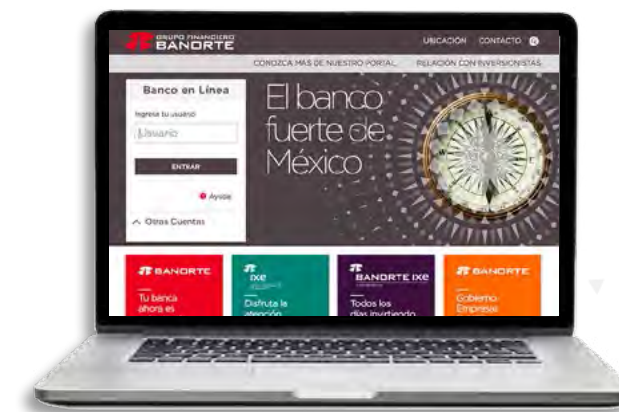 GRUPO FINANCIERO
BANORTE
UBICACIÓN CONTACTO
CONOZCA MÁS DE NUESTRO PORTAL RELACIÓN CON INVERSIONISTAS
Banco en Línea
Ingresa tu usuario
Usuario
ENTRAR
Ayuda
Otras Cuentas
El banco
fuerte de
México
BANORTE
Tu banca
ahora es
ixe
Disfruta la
atención
BANORTE IXE
Todos los
días invirtiendo
BANORTE
Gobierno
Empresas